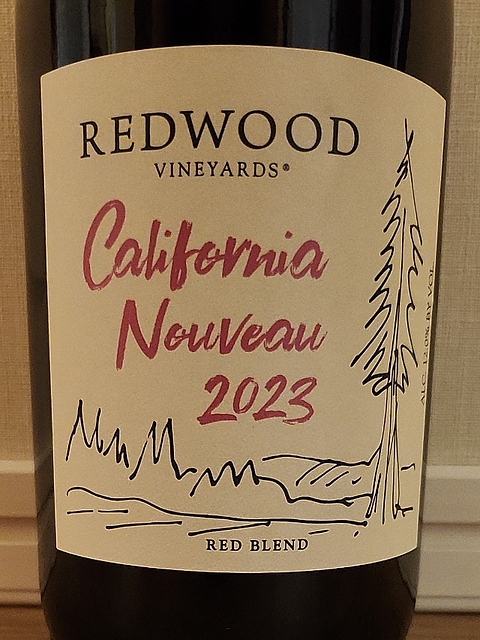 REDWOOD
VINEYARDS®
California
Nouveau
2023
ALC. 12.0% BY VOL
RED BLEND